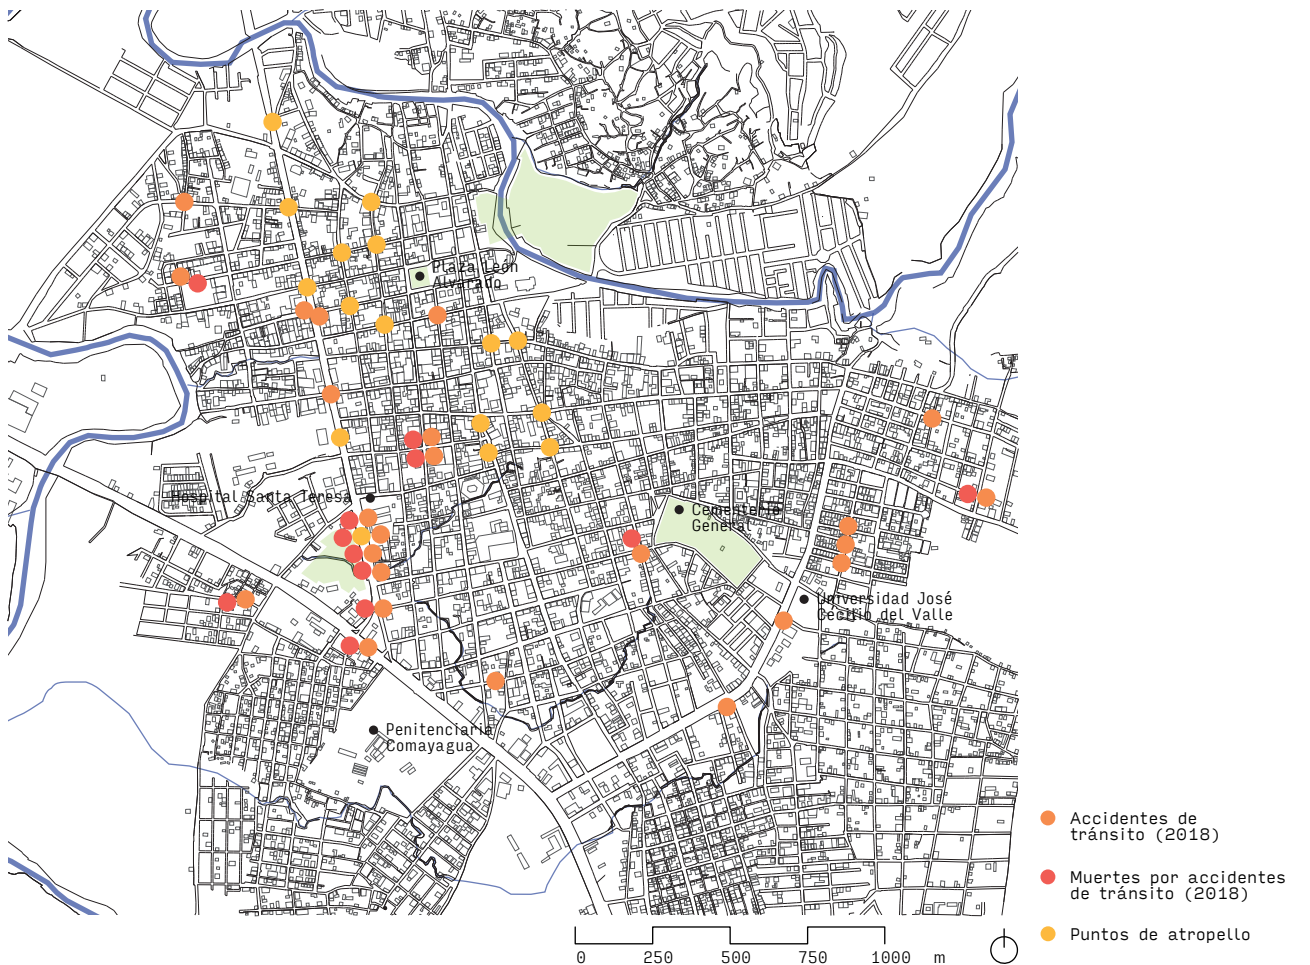 Plaza León
Alvarado
Hospital Santa Teresa
Cementerio
General
Universidad José
Cecilio del Valle
Penitenciaria
Comayagua
Accidentes de
tránsito (2018)
Muertes por accidentes
de tránsito (2018)
Puntos de atropello
0 250 500 750 1000 m